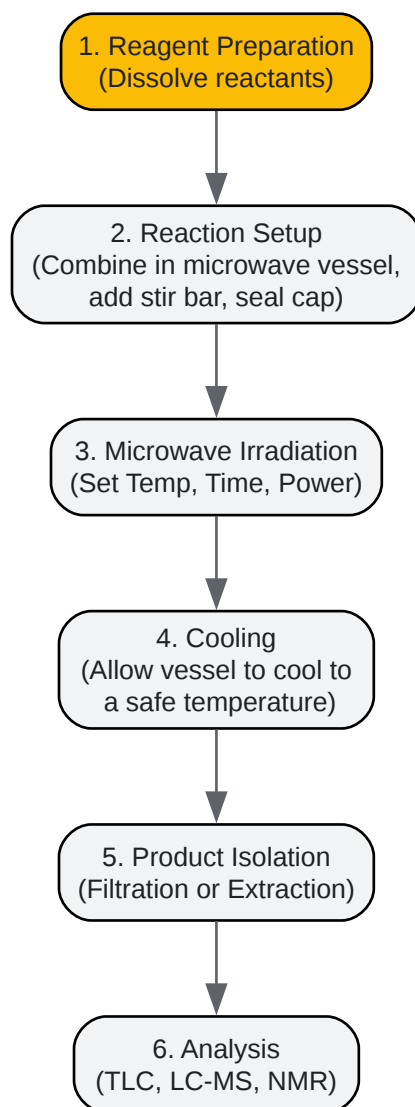 1. Reagent Preparation
(Dissolve reactants)
2. Reaction Setup
(Combine in microwave vessel,
add stir bar, seal cap)
3. Microwave Irradiation
(Set Temp, Time, Power)
4. Cooling
(Allow vessel to cool to
a safe temperature)
5. Product Isolation
(Filtration or Extraction)
6. Analysis
(TLC, LC-MS, NMR)